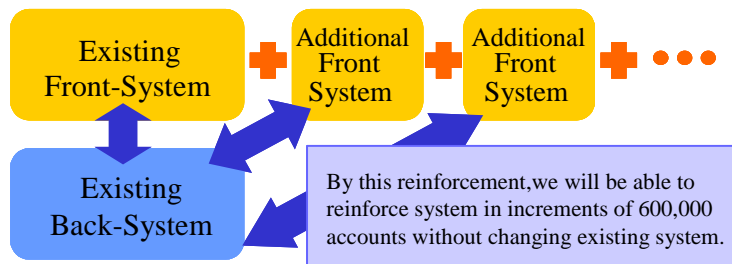 Existing
Front-System
Additional
Front
System
Additional
Front
System
Existing
Back-System
By this reinforcement,we will be able to
reinforce system in increments of 600,000
accounts without changing existing system.